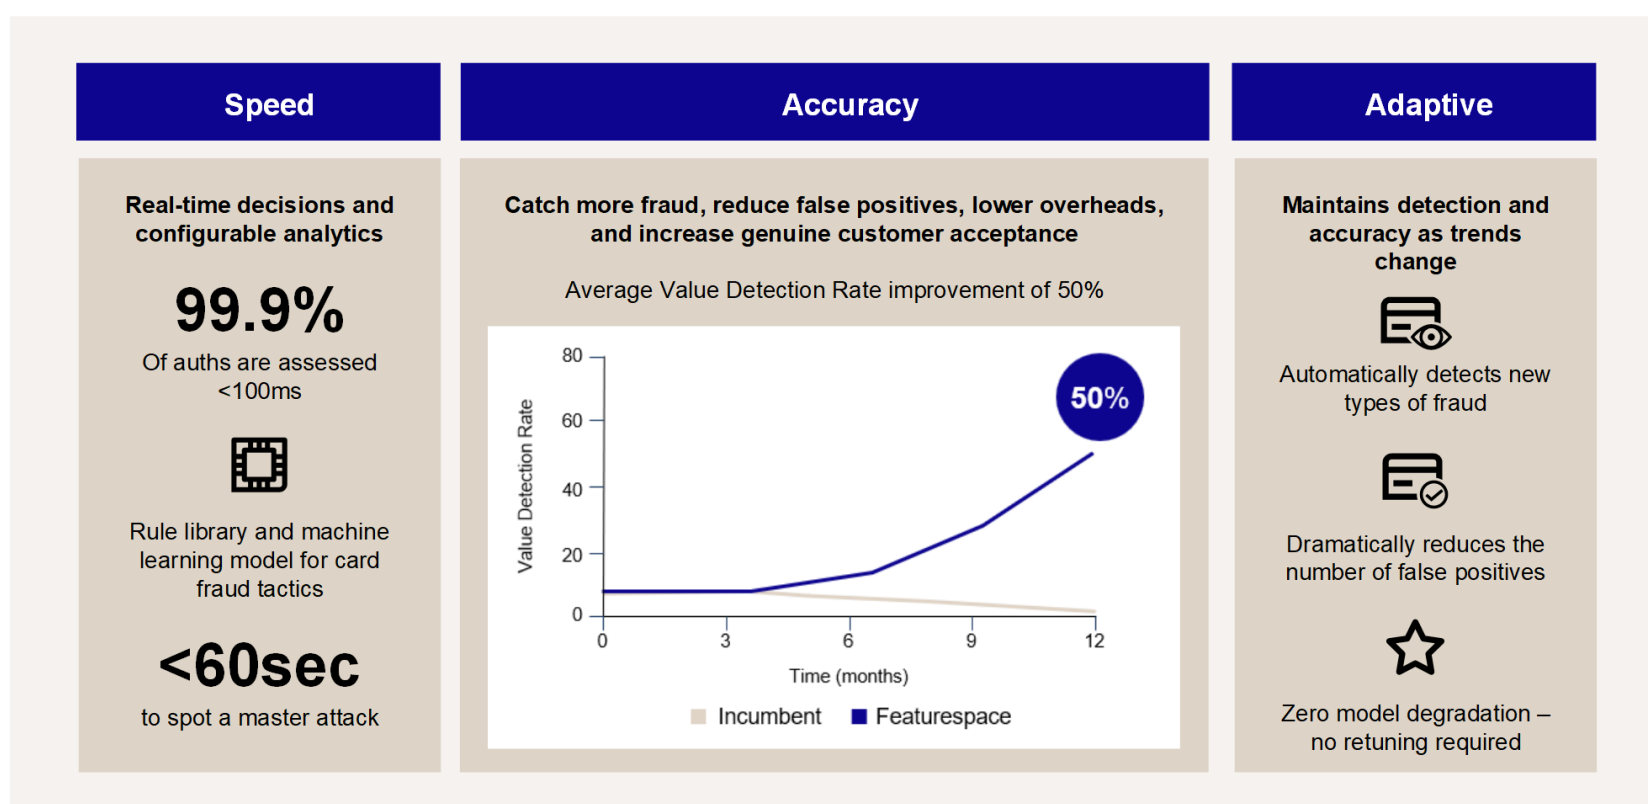 Speed
Real-time decisions and
configurable analytics
99.9%
Of auths are assessed
<100ms
Rule library and machine
learning model for card
fraud tactics
<60sec
to spot a master attack
Accuracy
Catch more fraud, reduce false positives, lower overheads,
and increase genuine customer acceptance
Average Value Detection Rate improvement of 50%
Value Detection Rate
80
60
40
20
0
50%
0 3 6 9 12
Time (months)
Incumbent Featurespace
Adaptive
Maintains detection and
accuracy as trends
change
Automatically detects new
types of fraud
Dramatically reduces the
number of false positives
Zero model degradation –
no retuning required